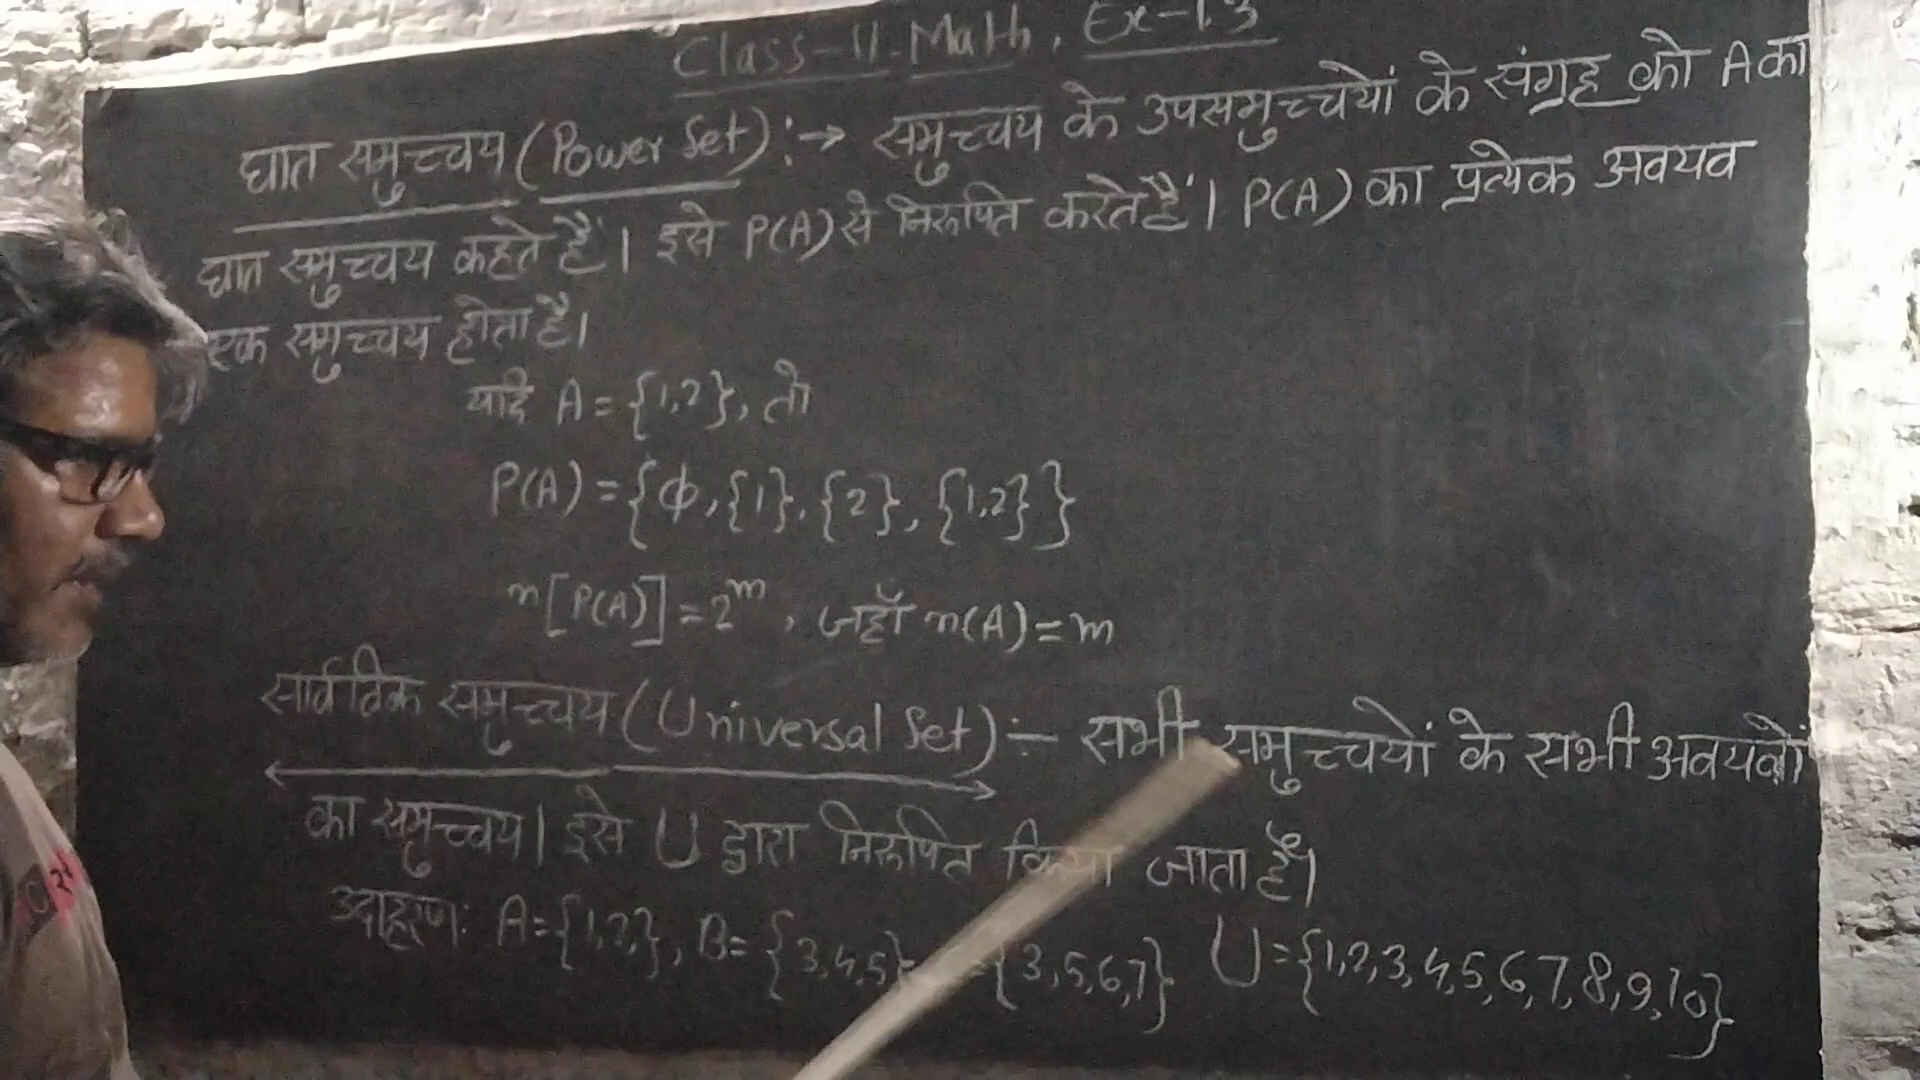 Class-11. Math, Ex-1.3
घात समुच्चय (Power Set) :→ समुच्चय के उपसमुच्चयों के संग्रह को A का
घात समुच्चय कहते हैं। इसे P(A) से निरूपित करते हैं। P(A) का प्रत्येक अवयव
एक समुच्चय होता है।
यदि A = {1,2}, तो
P(A) = {ϕ, {1}, {2}, {1,2}}
n[P(A)] = 2^m, जहाँ n(A) = m
समुच्चय (Universal Set) :- सभी समुच्चयों के सभी अवयवों
का समुच्चय। इसे U द्वारा निरूपित किया जाता है।
उदाहरण: A={1,2,}, B={3,4,5} ={3,5,6,7} U={1,2,3,4,5,6,7,8,9,10}